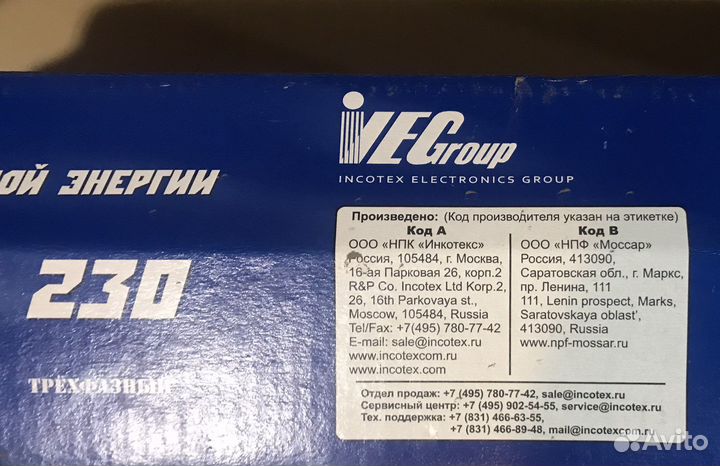 iVEGroup
INCOTEX ELECTRONICS GROUP
ОЙ ЭНЕРГИИ
230
ТРЕХФАЗНЫЙ
Произведено: (Код производителя указан на этикетке)
Код А
ООО «НПК «Инкотекс»
Россия, 105484, г. Москва,
16-ая Парковая 26, корп.2
R&P Co. Incotex Ltd Korp.2,
26, 16th Parkovaya st.,
Moscow, 105484, Russia
Tel/Fax: +7(495) 780-77-42
E-mail: sale@incotex.ru
www.incotexcom.ru
www.incotex.com
Код В
ООО «НПФ «Моссар»
Россия, 413090,
Саратовская обл., г. Маркс,
пр. Ленина, 111
111, Lenin prospect, Marks,
Saratovskaya oblast',
413090, Russia
www.npf-mossar.ru
Отдел продаж: +7 (495) 780-77-42, sale@incotex.ru
Сервисный центр: +7 (495) 902-54-55, service@incotex.ru
Тех. поддержка: +7 (831) 466-63-55,
+7 (831) 466-89-48, mail@incotexcom.ru
Avito